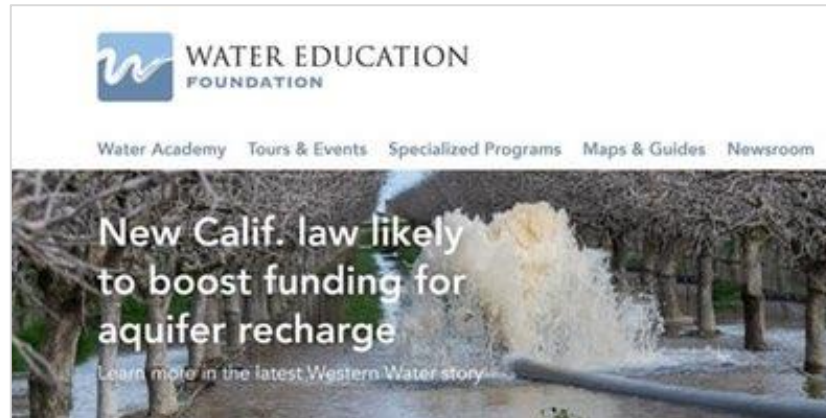 WATER EDUCATION
FOUNDATION
Water Academy Tours & Events Specialized Programs Maps & Guides Newsroom
New Calif. law likely
to boost funding for
aquifer recharge
Learn more in the latest Western Water story